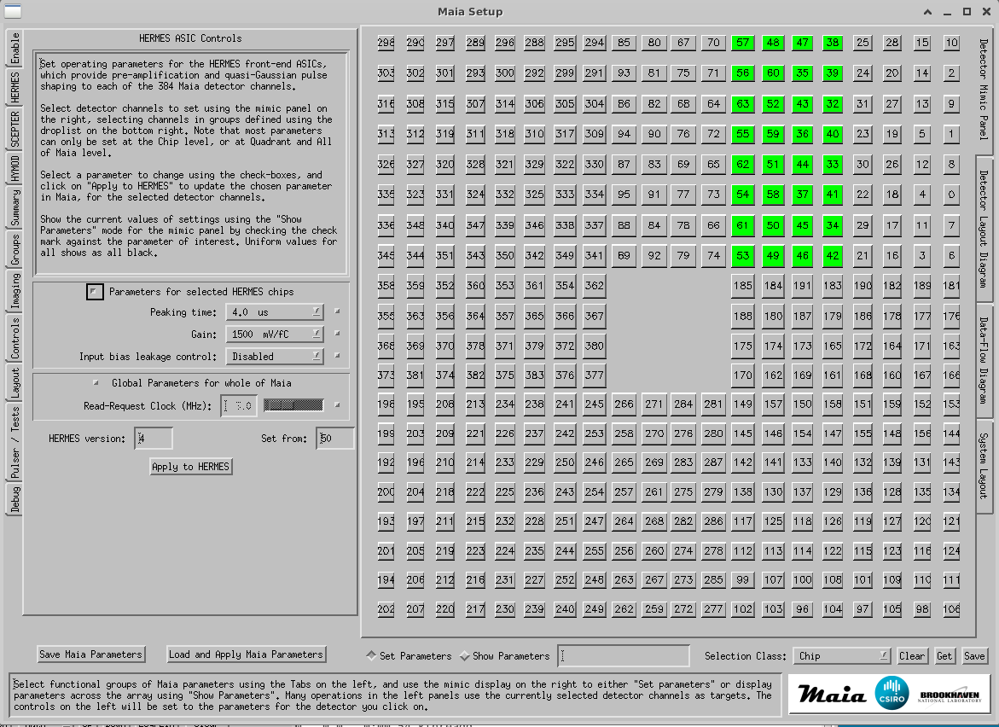 Maia Setup
Enable
HERMES
SCEPTER
HYMOD
Summary
Groups
Imaging
Controls
Layout
Pulser / Tests
Debug
HERMES ASIC Controls
Set operating parameters for the HERMES front-end ASICs,
which provide pre-amplification and quasi-Gaussian pulse
shaping to each of the 384 Maia detector channels.
Select detector channels to set using the mimic panel on
the right, selecting channels in groups defined using the
droplist on the bottom right. Note that most parameters
can only be set at the Chip level, or at Quadrant and All
of Maia level.
Select a parameter to change using the check-boxes, and
click on "Apply to HERMES" to update the chosen parameter
in Maia, for the selected detector channels.
Show the current values of settings using the "Show
Parameters" mode for the mimic panel by checking the check
mark against the parameter of interest. Uniform values for
all shows as all black.
Parameters for selected HERMES chips
Peaking time: 4.0 us
Gain: 1500 mV/fC
Input bias leakage control: Disabled
Global Parameters for whole of Maia
Read-Request Clock (MHz):
HERMES version: 4 Set from: 50
Apply to HERMES
298 290 297 289 296 288 295 294 85 80 67 70 57 48 47 38 25 28 15 10
303 302 301 293 300 292 299 291 93 81 75 71 56 60 35 39 24 20 14 2
316 308 315 307 314 306 305 304 86 82 68 64 63 52 43 32 31 27 13 9
313 312 319 311 318 310 317 309 94 90 76 72 55 59 36 40 23 19 5 1
326 327 320 328 321 329 322 330 87 83 69 65 62 51 44 33 30 26 12 8
335 323 331 324 332 325 333 334 95 91 77 73 54 58 37 41 22 18 4 0
336 348 340 347 339 346 338 337 88 84 78 66 61 50 45 34 29 17 11 7
345 344 351 343 350 342 349 341 89 92 79 74 53 49 46 42 21 16 3 6
358 359 352 360 353 361 354 362 185 184 191 183 190 182 189 181
355 363 356 364 357 365 366 367 188 180 187 179 186 178 177 176
368 369 370 378 371 379 372 380 175 174 173 165 172 164 171 163
373 381 374 382 375 383 376 377 170 162 169 161 168 160 167 166
198 195 208 213 234 238 241 245 266 271 284 281 149 157 150 158 151 159 152 153
199 203 209 221 226 237 242 253 258 270 276 280 145 146 154 147 155 148 156 144
192 196 210 214 233 229 250 246 265 269 283 287 142 141 133 140 132 139 131 143
200 204 218 222 225 236 243 254 257 261 275 279 138 130 137 129 136 128 135 134
193 197 211 215 232 228 251 247 264 268 282 286 117 125 118 126 119 127 120 121
201 205 219 223 224 235 244 255 256 260 274 278 112 113 114 122 115 123 116 124
194 206 212 216 231 227 252 248 263 267 273 285 99 107 100 108 101 109 110 111
202 207 220 217 230 239 240 249 262 259 272 277 102 103 96 104 97 105 98 106
Detector Mimic Panel
Detector Layout Diagram
Data-Flow Diagram
System Layout
Save Maia Parameters Load and Apply Maia Parameters Set Parameters Show Parameters Selection Class: Chip Clear Get Save
Select functional groups of Maia parameters using the Tabs on the left, and use the mimic display on the right to either "Set parameters" or display
parameters across the array using "Show Parameters". Many operations in the left panels use the currently selected detector channels as targets. The
controls on the left will be set to the parameters for the detector you click on.
Maia
CSIRO
BROOKHAVEN
NATIONAL LABORATORY